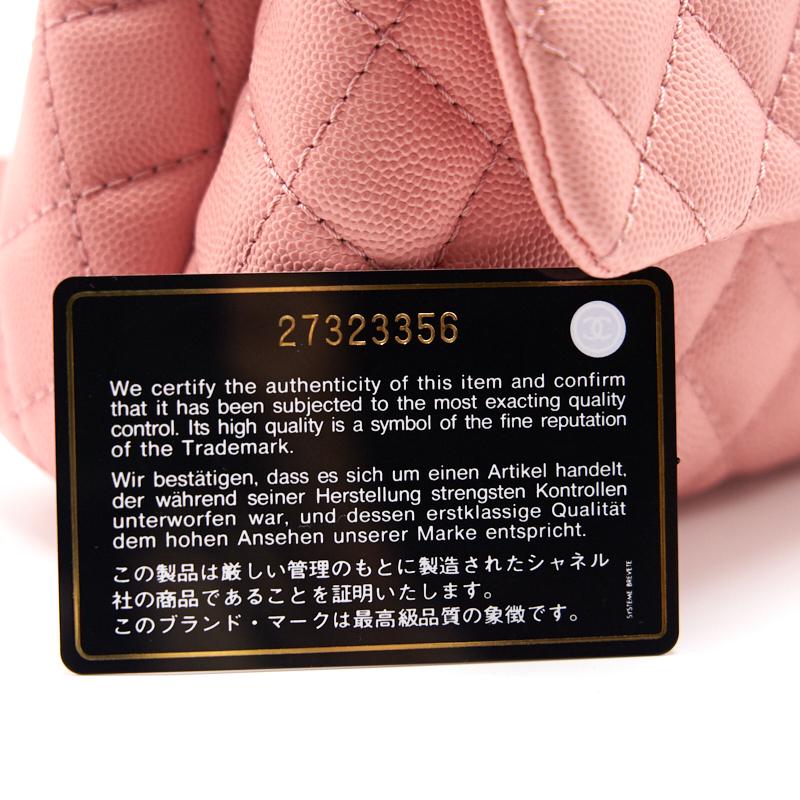 27323356
We certify the authenticity of this item and confirm
that it has been subjected to the most exacting quality
control. Its high quality is a symbol of the fine reputation
of the Trademark.
Wir bestätigen, dass es sich um einen Artikel handelt,
der während seiner Herstellung strengsten Kontrollen
unterworfen war, und dessen erstklassige Qualität
dem hohen Ansehen unserer Marke entspricht.
この製品は厳しい管理のもとに製造されたシャネル
社の商品であることを証明いたします。
このブランド・マークは最高級品質の象徴です。
SYSTEME BREVETE